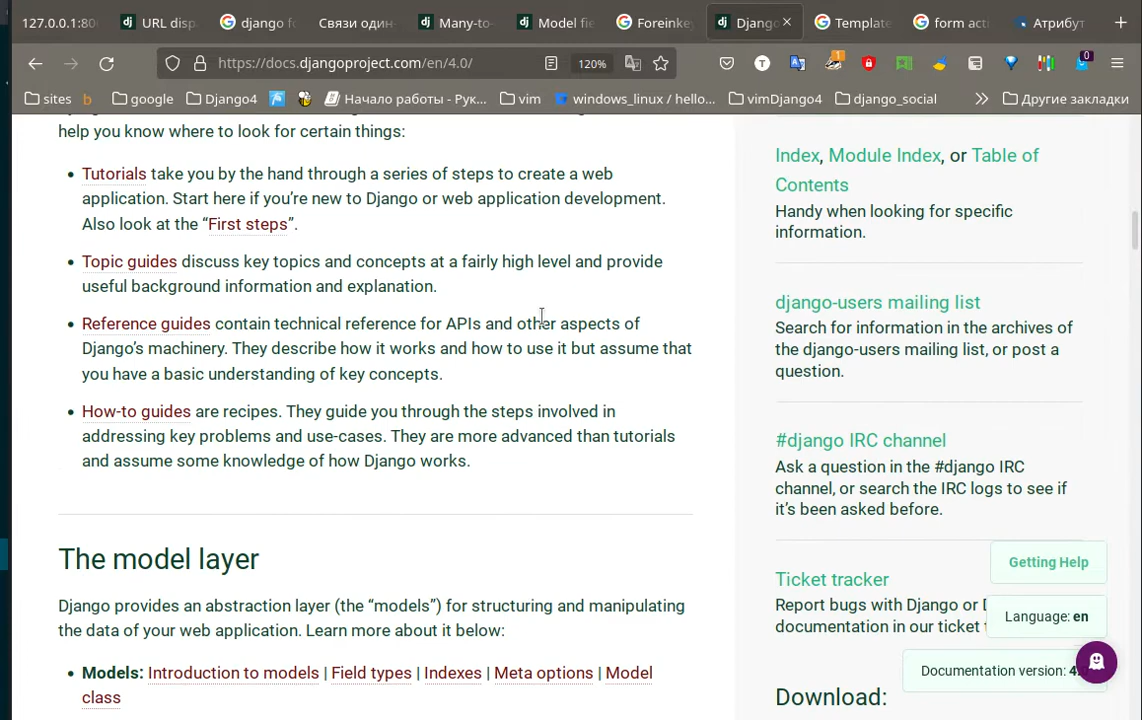 127.0.0.1:80
URL disp
django fo
Связи один-
Many-to-
Model fie
Foreinke
Django
Template
form acti
Атрибут
https://docs.djangoproject.com/en/4.0/
120%
1
0
sites
b
google
Django4
Начало работы - Рук...
vim
windows_linux / hello...
vimDjango4
django_social
Другие закладки
help you know where to look for certain things:
• Tutorials take you by the hand through a series of steps to create a web
application. Start here if you’re new to Django or web application development.
Also look at the “First steps”.
• Topic guides discuss key topics and concepts at a fairly high level and provide
useful background information and explanation.
• Reference guides contain technical reference for APIs and other aspects of
Django’s machinery. They describe how it works and how to use it but assume that
you have a basic understanding of key concepts.
• How-to guides are recipes. They guide you through the steps involved in
addressing key problems and use-cases. They are more advanced than tutorials
and assume some knowledge of how Django works.
The model layer
Django provides an abstraction layer (the “models”) for structuring and manipulating
the data of your web application. Learn more about it below:
• Models: Introduction to models | Field types | Indexes | Meta options | Model
class
Index, Module Index, or Table of
Contents
Handy when looking for specific
information.
django-users mailing list
Search for information in the archives of
the django-users mailing list, or post a
question.
#django IRC channel
Ask a question in the #django IRC
channel, or search the IRC logs to see if
it’s been asked before.
Ticket tracker
Report bugs with Django or D
documentation in our ticket t
Download:
Getting Help
Language: en
Documentation version: 4.